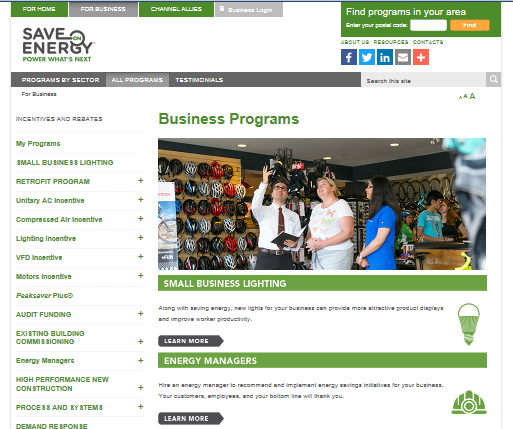 FOR HOME
FOR BUSINESS
CHANNEL ALLIES
Business Login
Find programs in your area
Enter your postal code:
Find
SAVE ON
ENERGY
POWER WHAT'S NEXT
ABOUT US RESOURCES CONTACTS
PROGRAMS BY SECTOR
ALL PROGRAMS
TESTIMONIALS
Search this site
For Business
A A A
INCENTIVES AND REBATES
My Programs
SMALL BUSINESS LIGHTING
RETROFIT PROGRAM +
Unitary AC Incentive +
Compressed Air Incentive +
Lighting Incentive +
VFD Incentive +
Motors Incentive +
Peaksaver Plus®
AUDIT FUNDING +
EXISTING BUILDING
COMMISSIONING +
Energy Managers +
HIGH PERFORMANCE NEW
CONSTRUCTION +
PROCESS AND SYSTEMS +
DEMAND RESPONSE
Business Programs
SMALL BUSINESS LIGHTING
Along with saving energy, new lights for your business can provide more attractive product displays
and improve worker productivity.
LEARN MORE
ENERGY MANAGERS
Hire an energy manager to recommend and implement energy savings initiatives for your business.
Your customers, employees, and your bottom line will thank you.
LEARN MORE